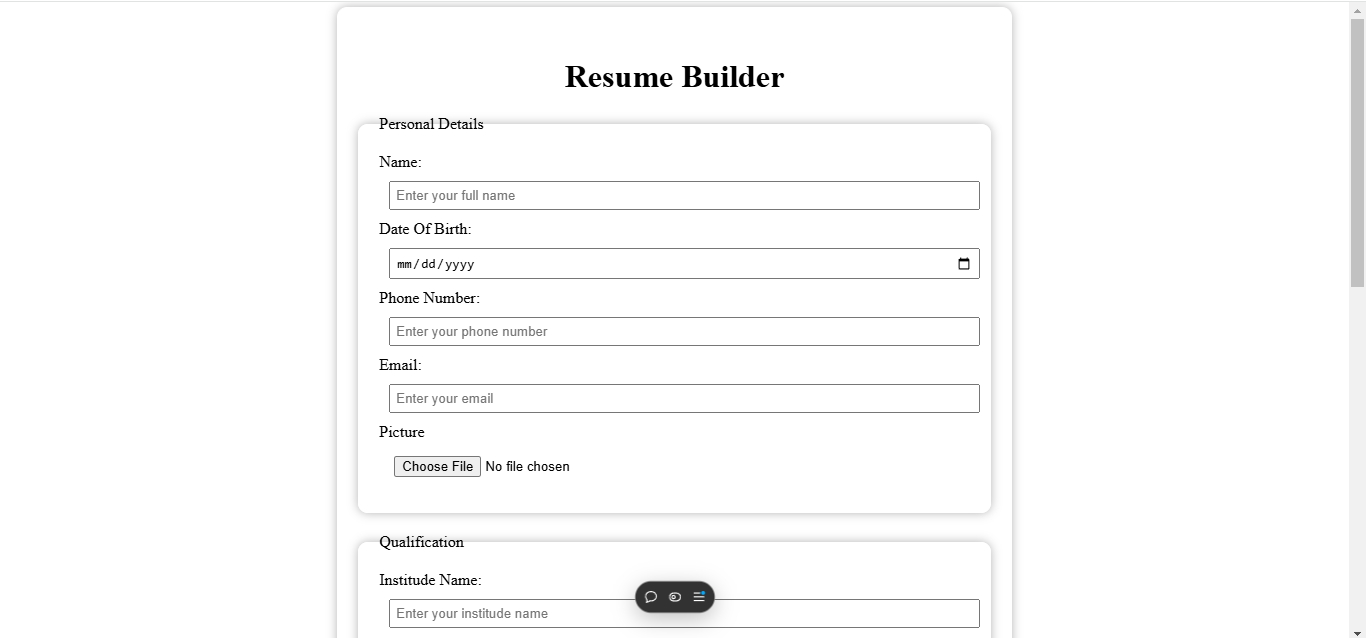 Resume Builder
Personal Details
Name:
Enter your full name
Date Of Birth:
mm/dd/yyyy
Phone Number:
Enter your phone number
Email:
Enter your email
Picture
Choose File No file chosen
Qualification
Institude Name:
Enter your institude name